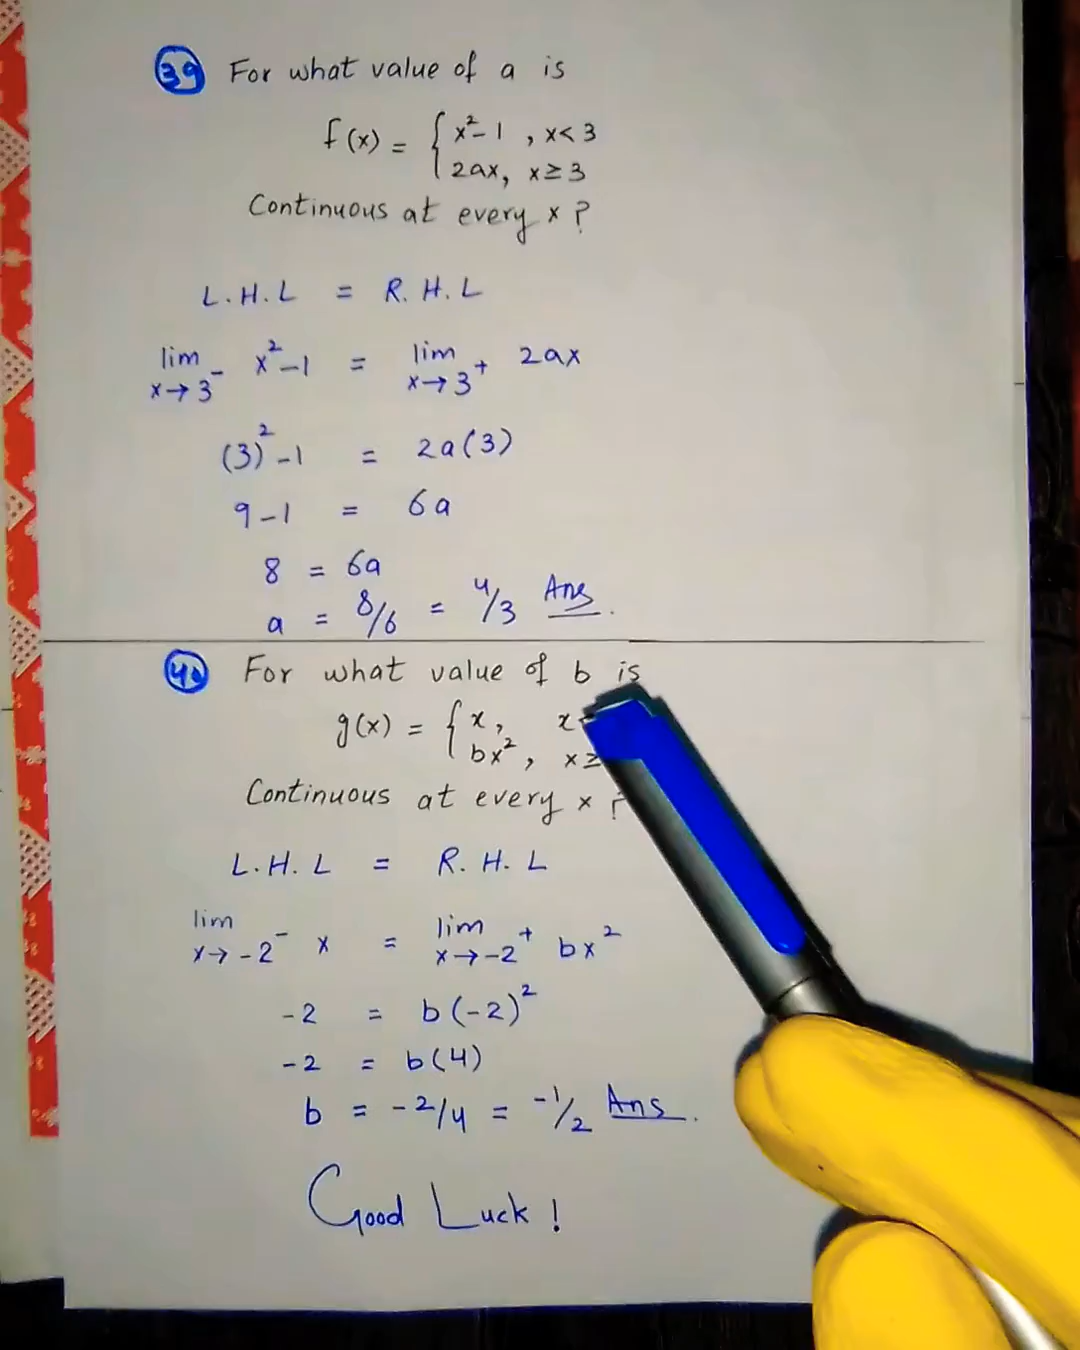 39 For what value of a is
f(x) = { x²-1 , x<3
2ax, x≥3
Continuous at every x ?
L.H.L = R.H.L
lim x→3⁻ x²-1 = lim x→3⁺ 2ax
(3)²-1 = 2a(3)
9-1 = 6a
8 = 6a
a = 8/6 = 4/3 Ans.
40 For what value of b is
g(x) = { x, x
bx², x≥
Continuous at every x ?
L.H.L = R.H.L
lim x→-2⁻ x = lim x→-2⁺ bx²
-2 = b(-2)²
-2 = b(4)
b = -2/4 = -1/2 Ans.
Good Luck !